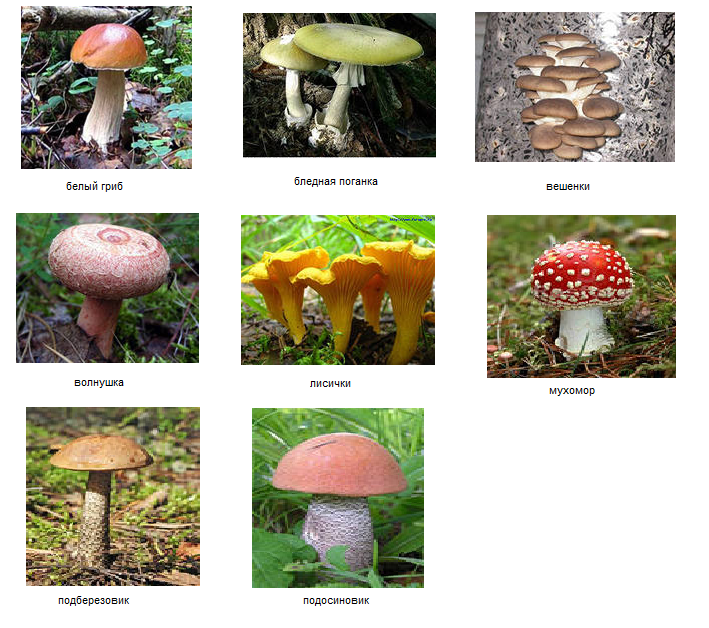 белый гриб
бледная поганка
вешенки
волнушка
лисички
мухомор
подберезовик
подосиновик